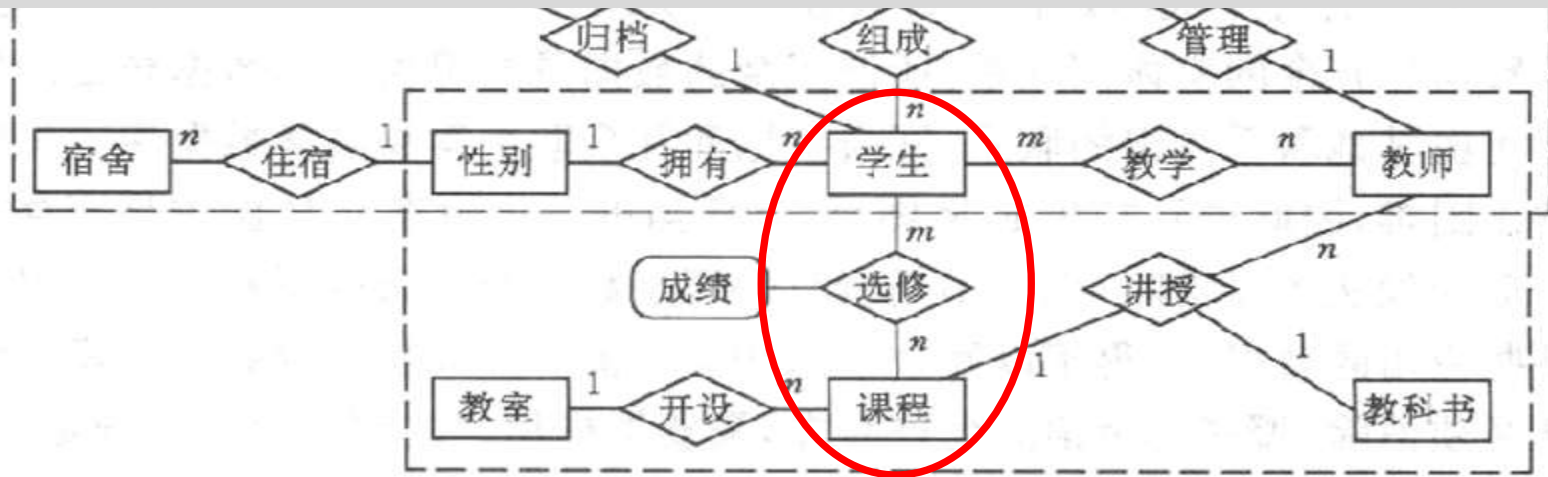 归档 组成 管理
1 1
n
宿舍 n 住宿 1 性别 1 拥有 n 学生 m 教学 n 教师
m n
成绩 选修 讲授
n 1 1
教室 1 开设 n 课程 教科书